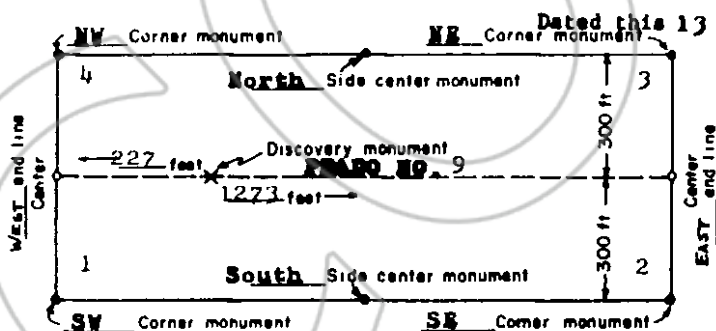 Dated this 13
NW Corner monument NE Corner monument
4 North Side center monument 3
300 ft
227 feet Discovery monument
PRADO NO. 9
1273 feet
WEST end line
Center
Center
EAST end line
300 ft
1 South Side center monument 2
SW Corner monument SE Corner monument